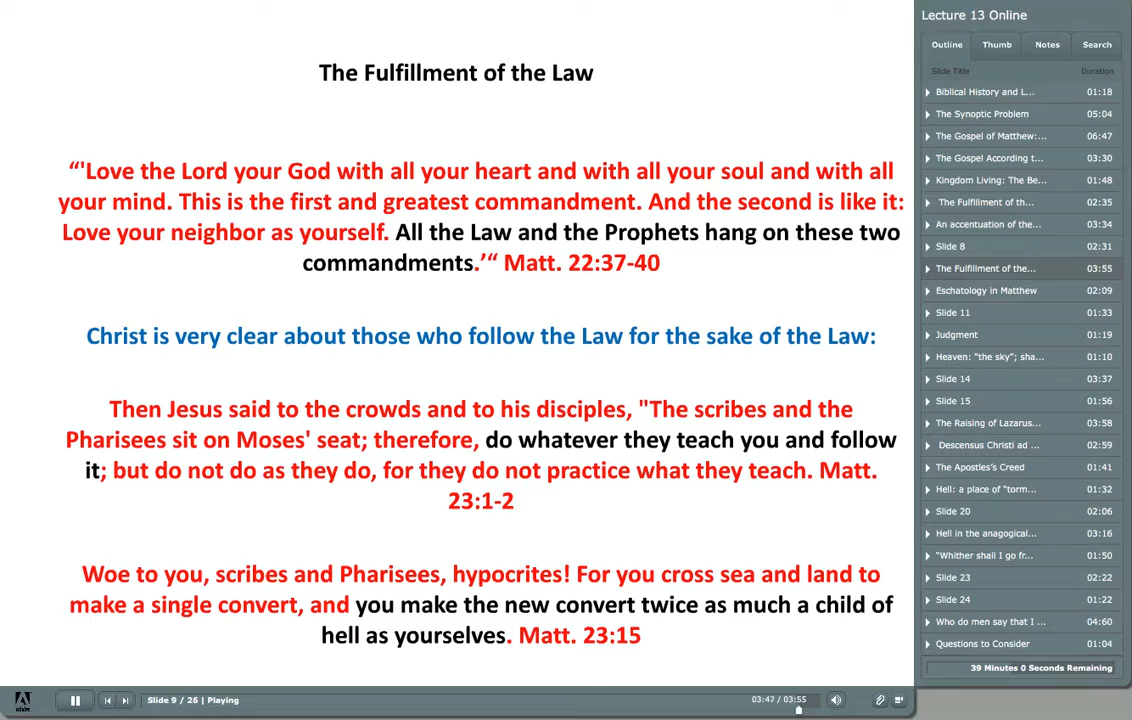 The Fulfillment of the Law
“'Love the Lord your God with all your heart and with all your soul and with all
your mind. This is the first and greatest commandment. And the second is like it:
Love your neighbor as yourself. All the Law and the Prophets hang on these two
commandments.’“ Matt. 22:37-40
Christ is very clear about those who follow the Law for the sake of the Law:
Then Jesus said to the crowds and to his disciples, "The scribes and the
Pharisees sit on Moses' seat; therefore, do whatever they teach you and follow
it; but do not do as they do, for they do not practice what they teach. Matt.
23:1-2
Woe to you, scribes and Pharisees, hypocrites! For you cross sea and land to
make a single convert, and you make the new convert twice as much a child of
hell as yourselves. Matt. 23:15
Lecture 13 Online
Outline Thumb Notes Search
Slide Title Duration
Biblical History and L... 01:18
The Synoptic Problem 05:04
The Gospel of Matthew:... 06:47
The Gospel According t... 03:30
Kingdom Living: The Be... 01:48
The Fulfillment of th... 02:35
An accentuation of the... 03:34
Slide 8 02:31
The Fulfillment of the... 03:55
Eschatology in Matthew 02:09
Slide 11 01:33
Judgment 01:19
Heaven: “the sky”; sha... 01:10
Slide 14 03:37
Slide 15 01:56
The Raising of Lazarus... 03:58
Descensus Christi ad ... 02:59
The Apostles’s Creed 01:41
Hell: a place of “torm... 01:32
Slide 20 02:06
Hell in the anagogical... 03:16
“Whither shall I go fr... 01:50
Slide 23 02:22
Slide 24 01:22
Who do men say that I ... 04:60
Questions to Consider 01:04
39 Minutes 0 Seconds Remaining
Adobe
Slide 9 / 26 | Playing
03:47 / 03:55